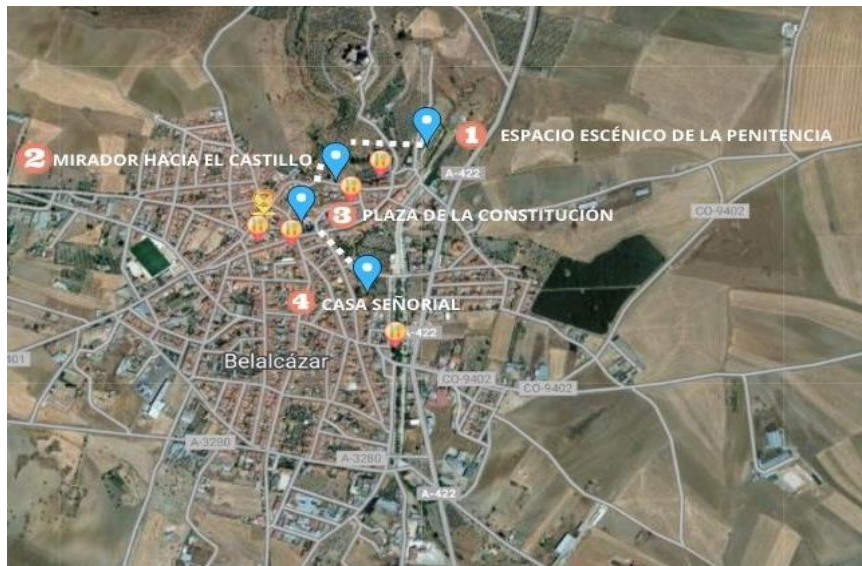 1 ESPACIO ESCÉNICO DE LA PENITENCIA
2 MIRADOR HACIA EL CASTILLO
A-422
CO-9402
3 PLAZA DE LA CONSTITUCIÓN
4 CASA SEÑORIAL
A-422
401
Belalcázar
CO-9402
CO-9402
A-3280
A-3280
A-422